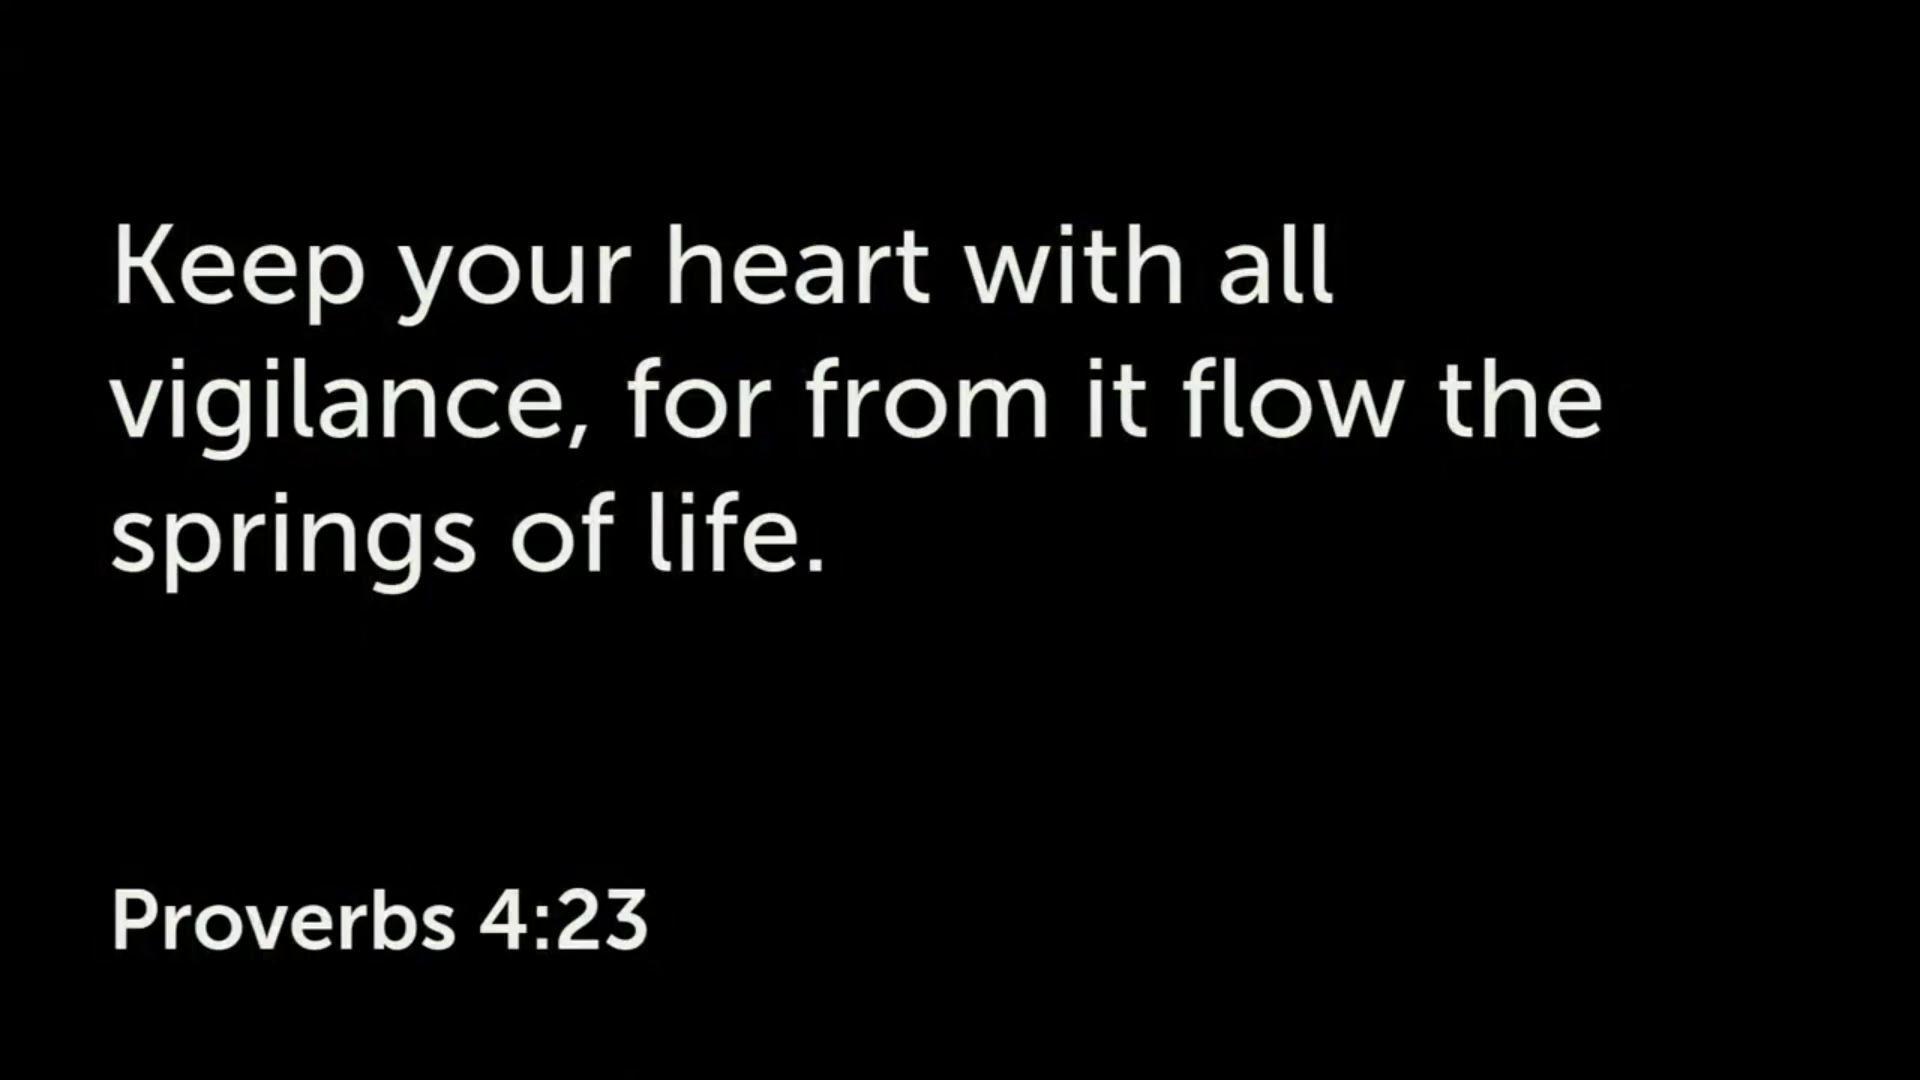 Keep your heart with all
vigilance, for from it flow the
springs of life.
Proverbs 4:23